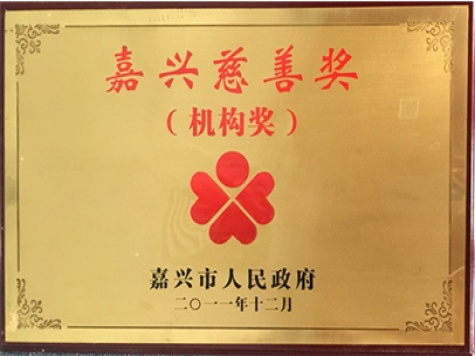 嘉兴慈善奖
（机构奖）
嘉兴市人民政府
二〇一一年十二月